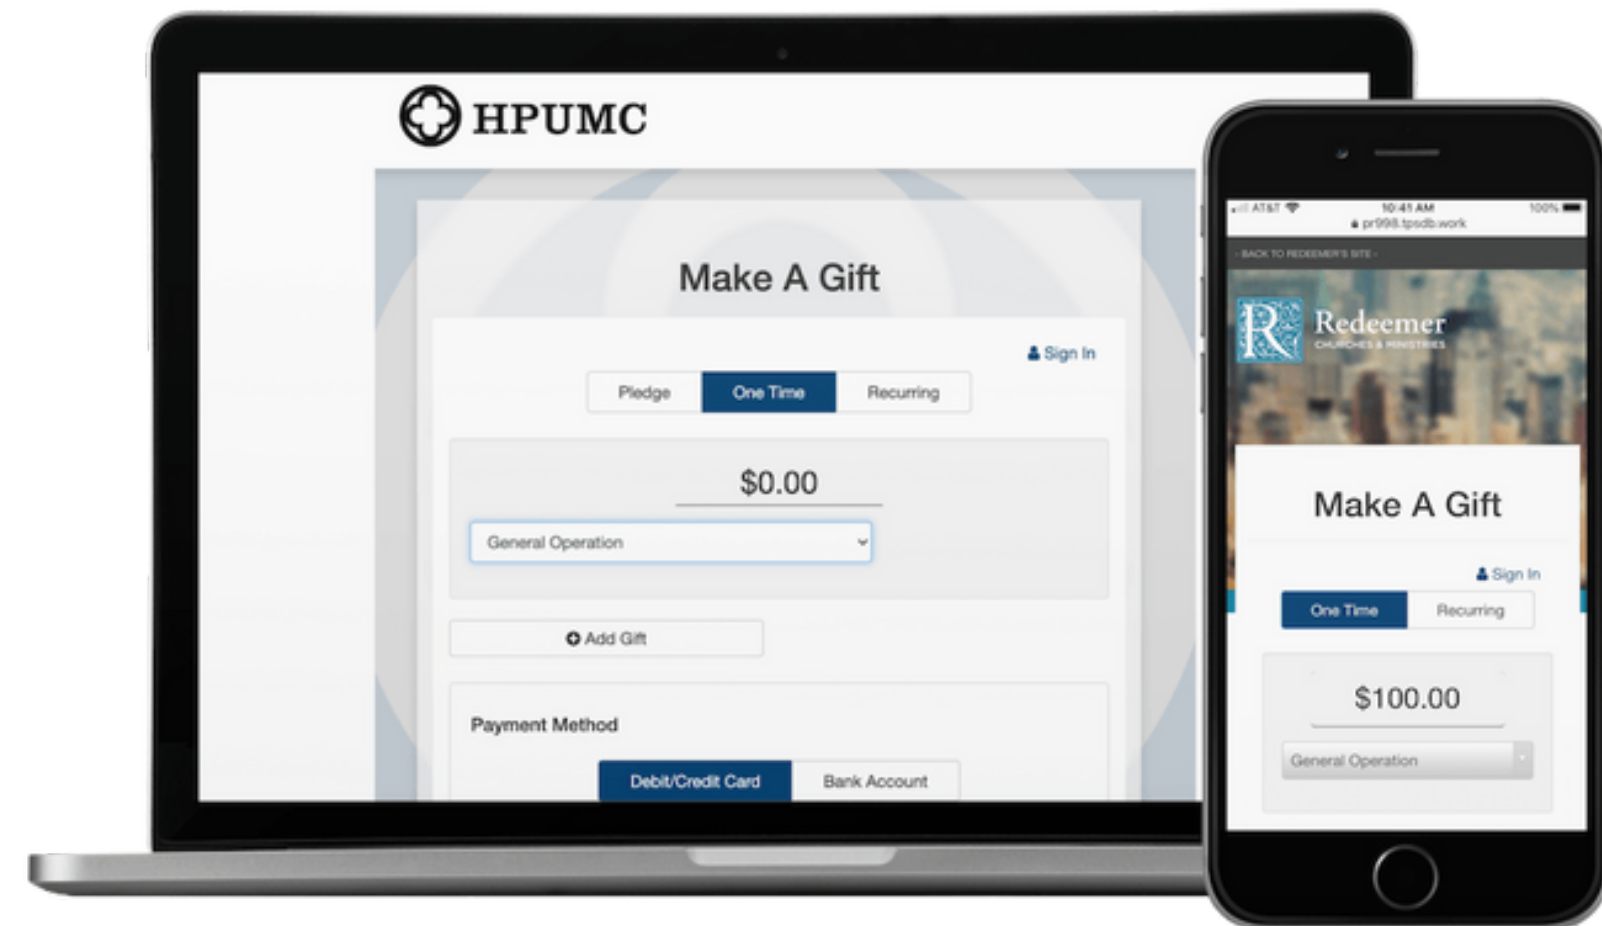 HPUMC
Make A Gift
Sign In
Pledge One Time Recurring
$0.00
General Operation
Add Gift
Payment Method
Debit/Credit Card Bank Account
AT&T 10:41 AM 100%
pr998.tpsdb.work
- BACK TO REDEEMER'S SITE -
R Redeemer
CHURCHES & MINISTRIES
Make A Gift
Sign In
One Time Recurring
$100.00
General Operation